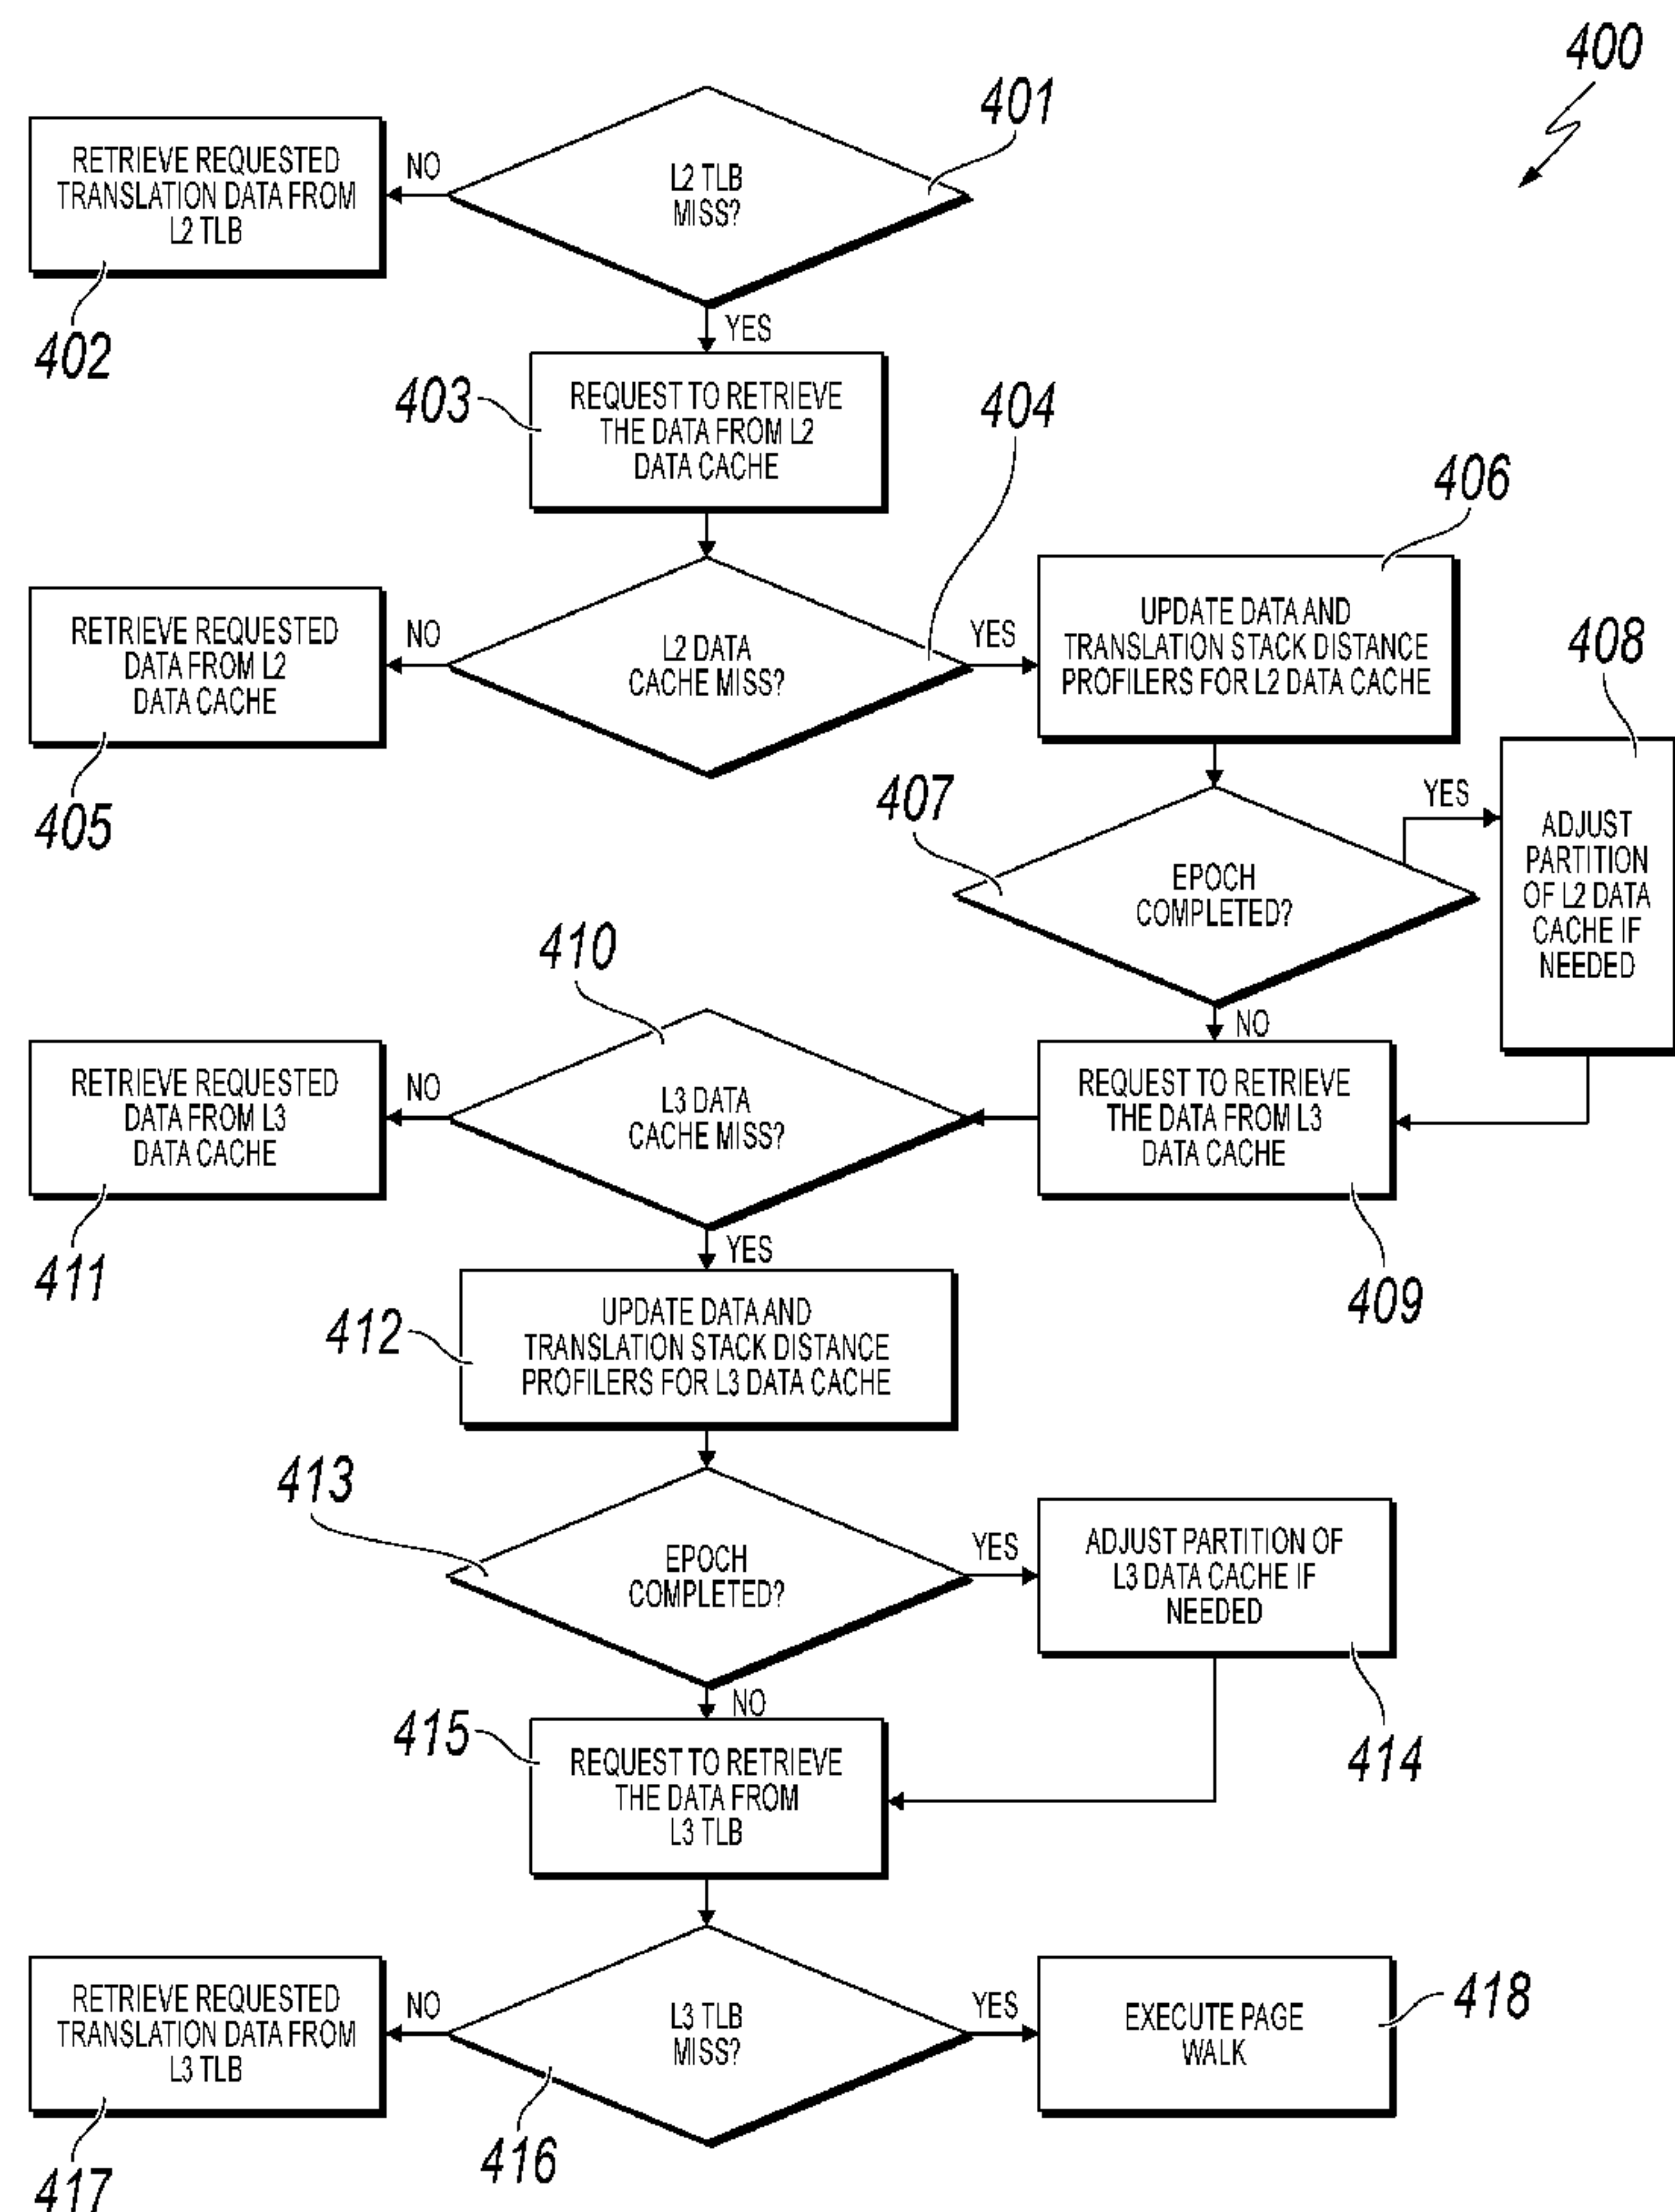 400
401
RETRIEVE REQUESTED
TRANSLATION DATA FROM
L2 TLB
NO
L2 TLB
MISS?
402
YES
403
REQUEST TO RETRIEVE
THE DATA FROM L2
DATA CACHE
404
406
RETRIEVE REQUESTED
DATA FROM L2
DATA CACHE
NO
L2 DATA
CACHE MISS?
YES
UPDATE DATA AND
TRANSLATION STACK DISTANCE
PROFILERS FOR L2 DATA CACHE
408
405
407
EPOCH
COMPLETED?
YES
ADJUST
PARTITION
OF L2 DATA
CACHE IF
NEEDED
410
NO
RETRIEVE REQUESTED
DATA FROM L3
DATA CACHE
NO
L3 DATA
CACHE MISS?
REQUEST TO RETRIEVE
THE DATA FROM L3
DATA CACHE
411
YES
409
412
UPDATE DATA AND
TRANSLATION STACK DISTANCE
PROFILERS FOR L3 DATA CACHE
413
EPOCH
COMPLETED?
YES
ADJUST PARTITION OF
L3 DATA CACHE IF
NEEDED
NO
414
415
REQUEST TO RETRIEVE
THE DATA FROM
L3 TLB
RETRIEVE REQUESTED
TRANSLATION DATA FROM
L3 TLB
NO
L3 TLB
MISS?
YES
EXECUTE PAGE
WALK
418
416
417